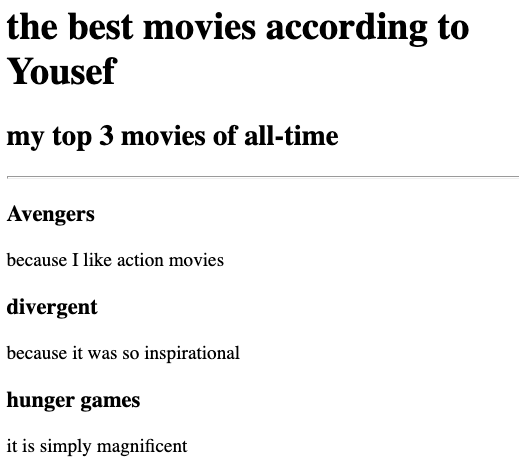 the best movies according to
Yousef
my top 3 movies of all-time
Avengers
because I like action movies
divergent
because it was so inspirational
hunger games
it is simply magnificent